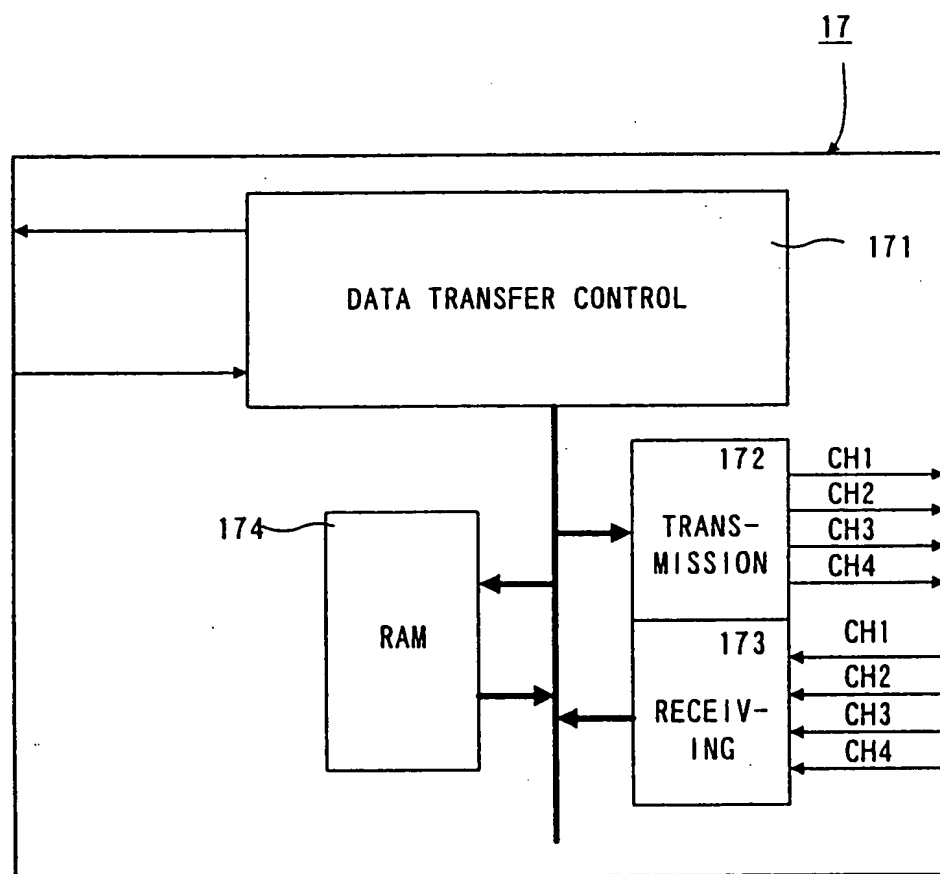 17
171
DATA TRANSFER CONTROL
172
CH1
CH2
CH3
CH4
TRANS-
MISSION
174
RAM
173
CH1
CH2
CH3
CH4
RECEIV-
ING